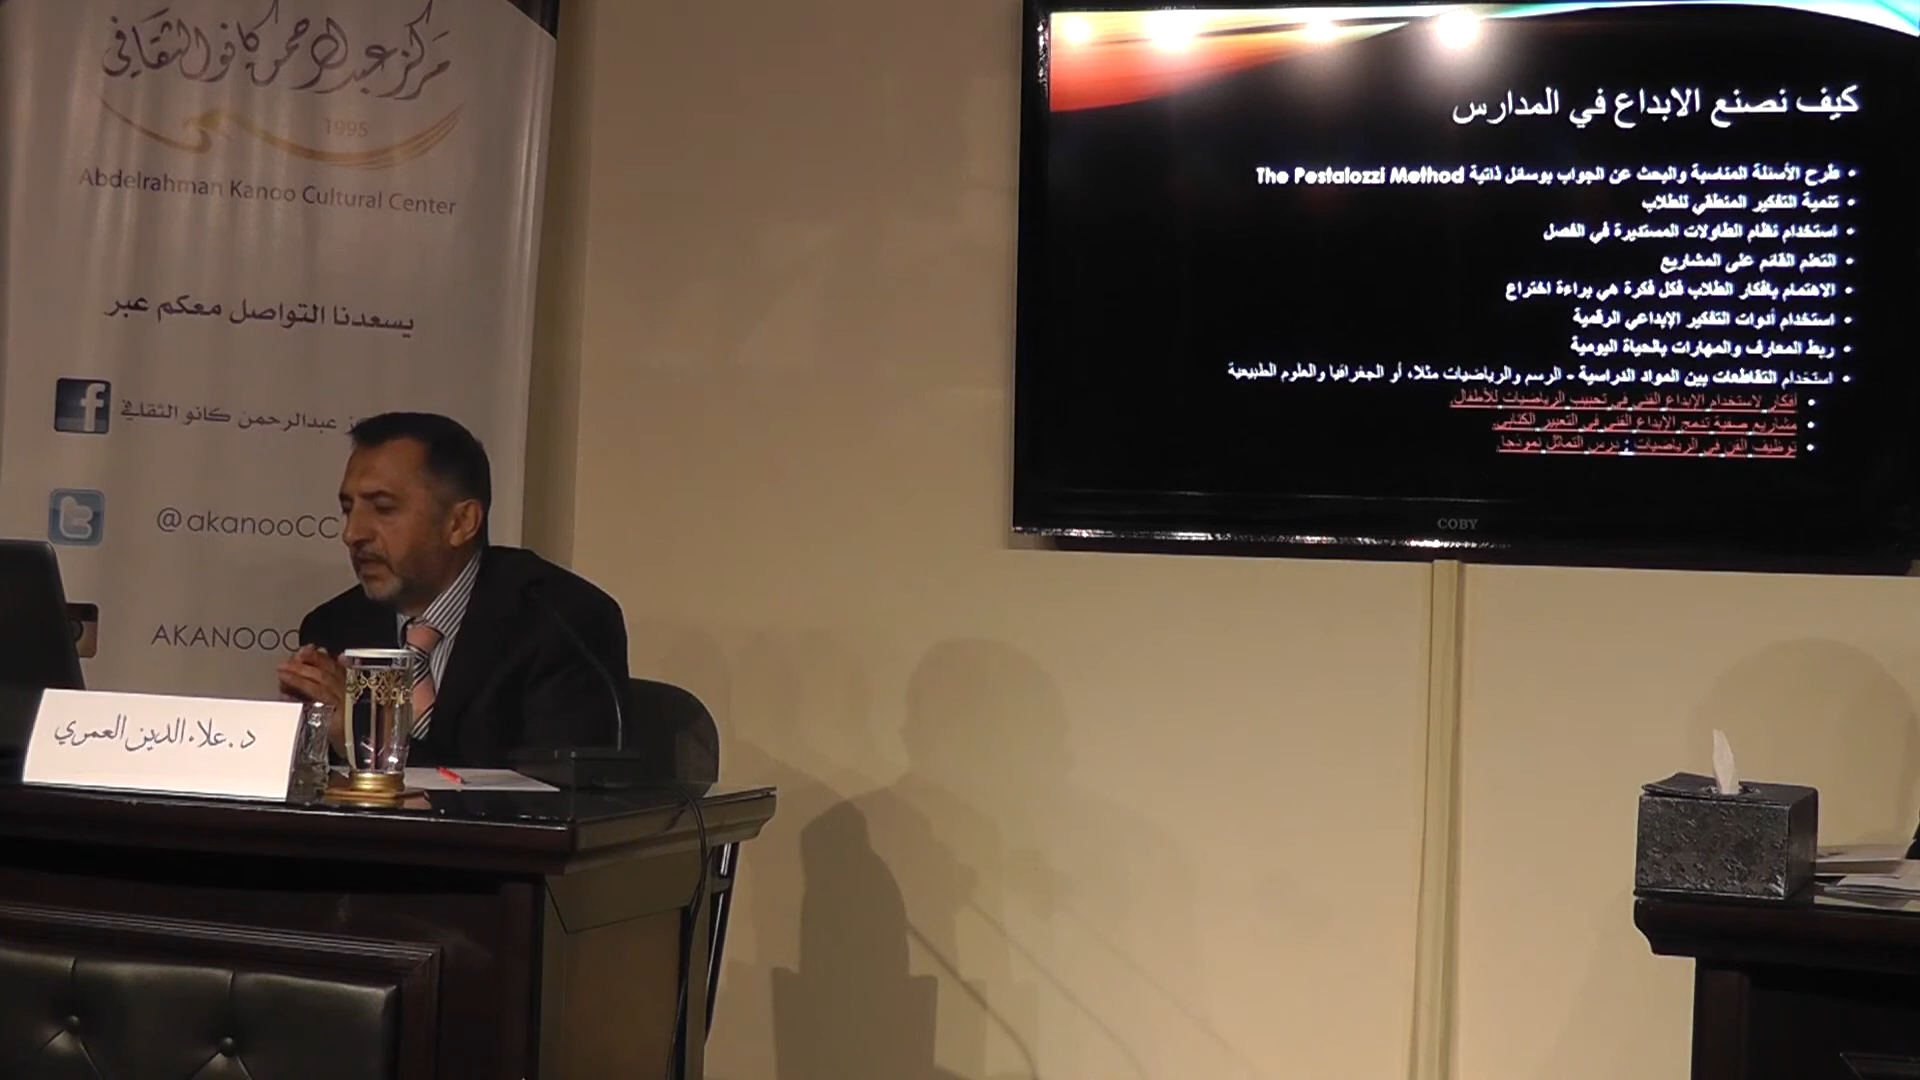 مركز عبدالرحمن كانو الثقافي
1995
Abdelrahman Kanoo Cultural Center
يسعدنا التواصل معكم عبر
عبدالرحمن كانو الثقافي
@akanooCC
AKANOOC
د. علاء الدين العمري
كيف نصنع الابداع في المدارس
• طرح الأسئلة المناسبة والبحث عن الجواب بوسائل ذاتية The Pestalozzi Method
• تنمية التفكير المنطقي للطلاب
• استخدام نظام الطاولات المستديرة في الفصل
• التعلم القائم على المشاريع
• الاهتمام بافكار الطلاب فكل فكرة هي براءة اختراع
• استخدام أدوات التفكير الإبداعي الرقمية
• ربط المعارف والمهارات بالحياة اليومية
• استخدام التقاطعات بين المواد الدراسية - الرسم والرياضيات مثلا، أو الجغرافيا والعلوم الطبيعية
• أفكار لاستخدام الإبداع الفني في تحبيب الرياضيات للأطفال.
• مشاريع صفية تدمج الإبداع الفني في التعبير الكتابي.
• توظيف الفن في الرياضيات : درس التماثل نموذجا.
COBY